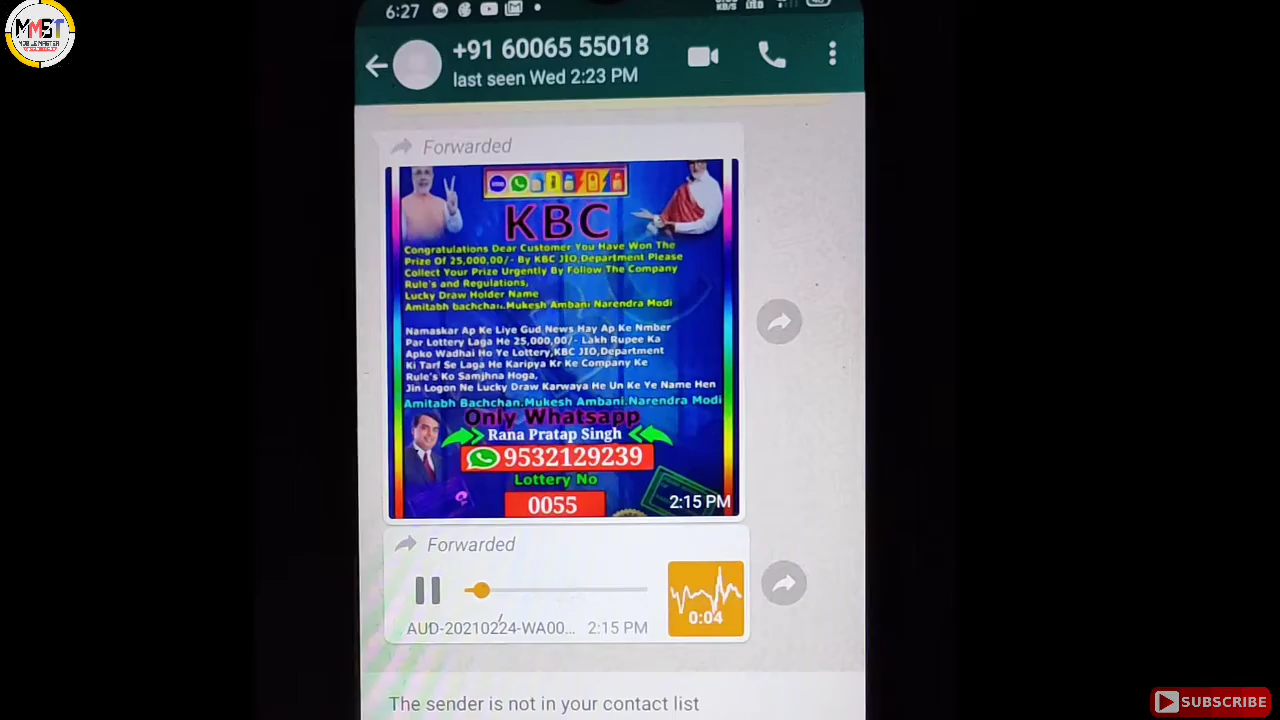 MMBT
6:27
+91 60065 55018
last seen Wed 2:23 PM
Forwarded
KBC
Congratulations Dear Customer You Have Won The
Prize Of 25,000,00/- By KBC JIO,Department Please
Collect Your Prize Urgently By Follow The Company
Rule's and Regulations,
Lucky Draw Holder Name
Amitabh bachchan.Mukesh Ambani Narendra Modi
Namaskar Ap Ke Liye Gud News Hay Ap Ke Nmber
Par Lottery Laga He 25,000,00/- Lakh Rupee Ka
Apko Wadhai Ho Ye Lottery,KBC JIO,Department
Ki Tarf Se Laga He Karipya Kr Ke Company Ke
Rule's Ko Samjhna Hoga,
Jin Logon Ne Lucky Draw Karwaya He Un Ke Ye Name Hen
Amitabh Bachchan.Mukesh Ambani.Narendra Modi
Only Whatsapp
Rana Pratap Singh
9532129239
Lottery No
0055
2:15 PM
Forwarded
0:04
AUD-20210224-WA00... 2:15 PM
The sender is not in your contact list
SUBSCRIBE